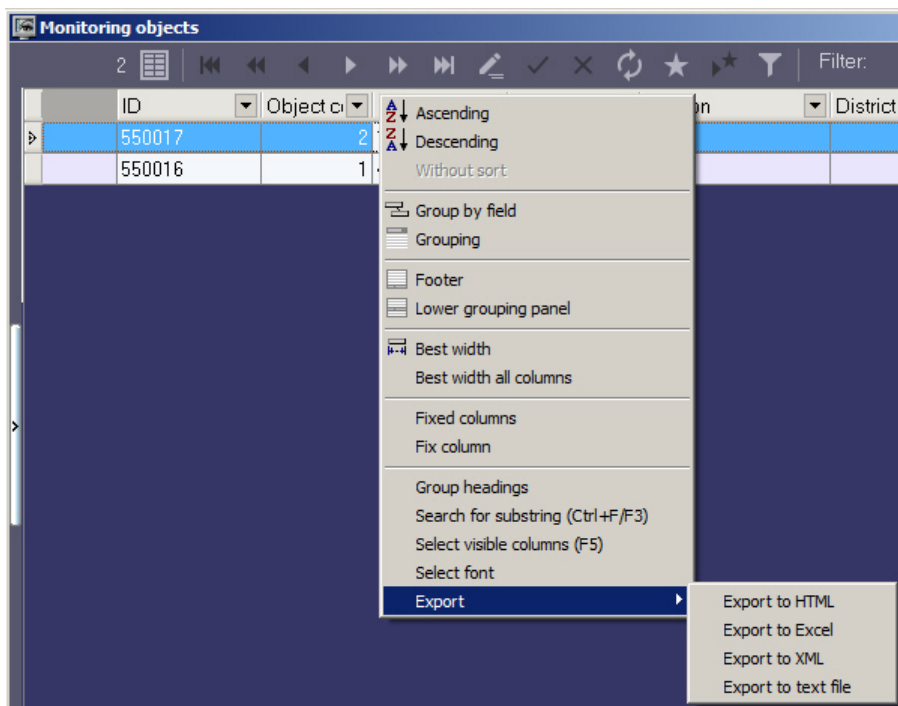 Monitoring objects
2 Filter:
ID Object District
550017 2
550016 1
Ascending
Descending
Without sort
Group by field
Grouping
Footer
Lower grouping panel
Best width
Best width all columns
Fixed columns
Fix column
Group headings
Search for substring (Ctrl+F/F3)
Select visible columns (F5)
Select font
Export
Export to HTML
Export to Excel
Export to XML
Export to text file